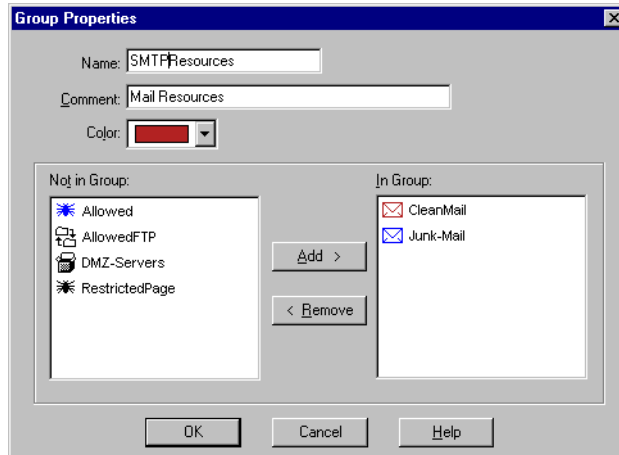 Group Properties
Name: SMTPResources
Comment: Mail Resources
Color:
Not in Group:
In Group:
Allowed
AllowedFTP
DMZ-Servers
RestrictedPage
Add >
< Remove
CleanMail
Junk-Mail
OK
Cancel
Help